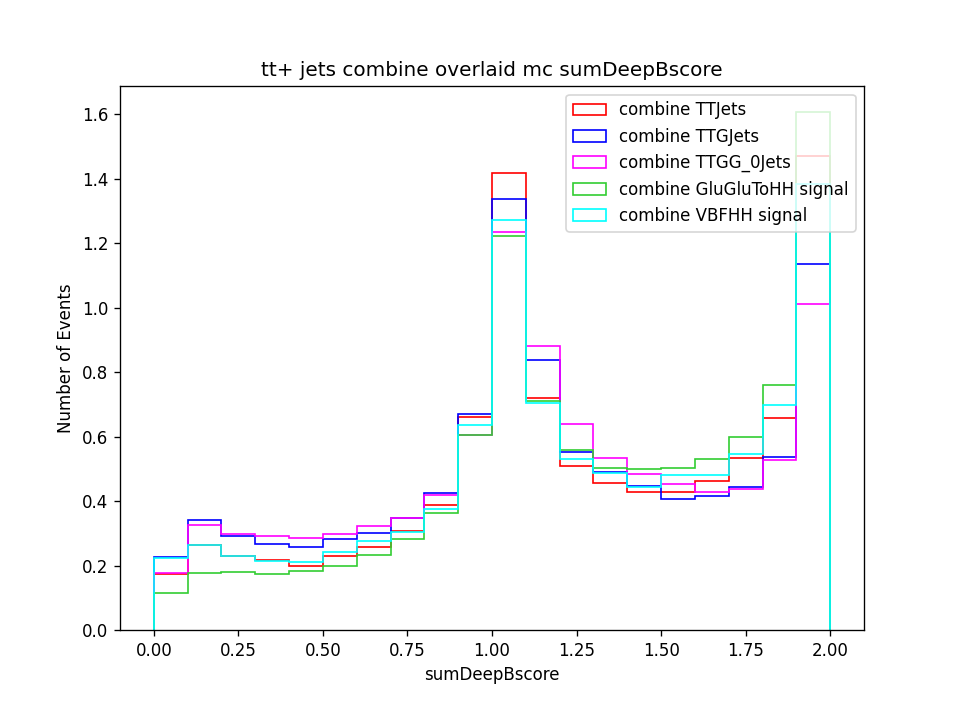 tt+ jets combine overlaid mc sumDeepBscore
combine TTJets
combine TTGJets
combine TTGG_0Jets
combine GluGluToHH signal
combine VBFHH signal
Number of Events
1.6
1.4
1.2
1.0
0.8
0.6
0.4
0.2
0.0
0.00 0.25 0.50 0.75 1.00 1.25 1.50 1.75 2.00
sumDeepBscore